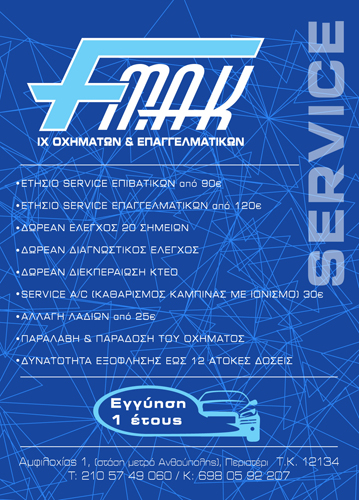 FMAK
ΙΧ ΟΧΗΜΑΤΩΝ & ΕΠΑΓΓΕΛΜΑΤΙΚΩΝ
SERVICE
•ΕΤΗΣΙΟ SERVICE ΕΠΙΒΑΤΙΚΩΝ από 90€
•ΕΤΗΣΙΟ SERVICE ΕΠΑΓΓΕΛΜΑΤΙΚΩΝ από 120€
•ΔΩΡΕΑΝ ΕΛΕΓΧΟΣ 20 ΣΗΜΕΙΩΝ
•ΔΩΡΕΑΝ ΔΙΑΓΝΩΣΤΙΚΟΣ ΕΛΕΓΧΟΣ
•ΔΩΡΕΑΝ ΔΙΕΚΠΕΡΑΙΩΣΗ ΚΤΕΟ
•SERVICE A/C (ΚΑΘΑΡΙΣΜΟΣ ΚΑΜΠΙΝΑΣ ΜΕ ΙΟΝΙΣΜΟ) 30€
•ΑΛΛΑΓΗ ΛΑΔΙΩΝ από 25€
•ΠΑΡΑΛΑΒΗ & ΠΑΡΑΔΟΣΗ ΤΟΥ ΟΧΗΜΑΤΟΣ
•ΔΥΝΑΤΟΤΗΤΑ ΕΞΟΦΛΗΣΗΣ ΕΩΣ 12 ΑΤΟΚΕΣ ΔΟΣΕΙΣ
Εγγύηση
1 έτους
Αμφιλοχίας 1, (στάση μετρό Ανθούπολης), Περιστέρι Τ.Κ. 12134
Τ: 210 57 49 060 / Κ: 698 05 92 207